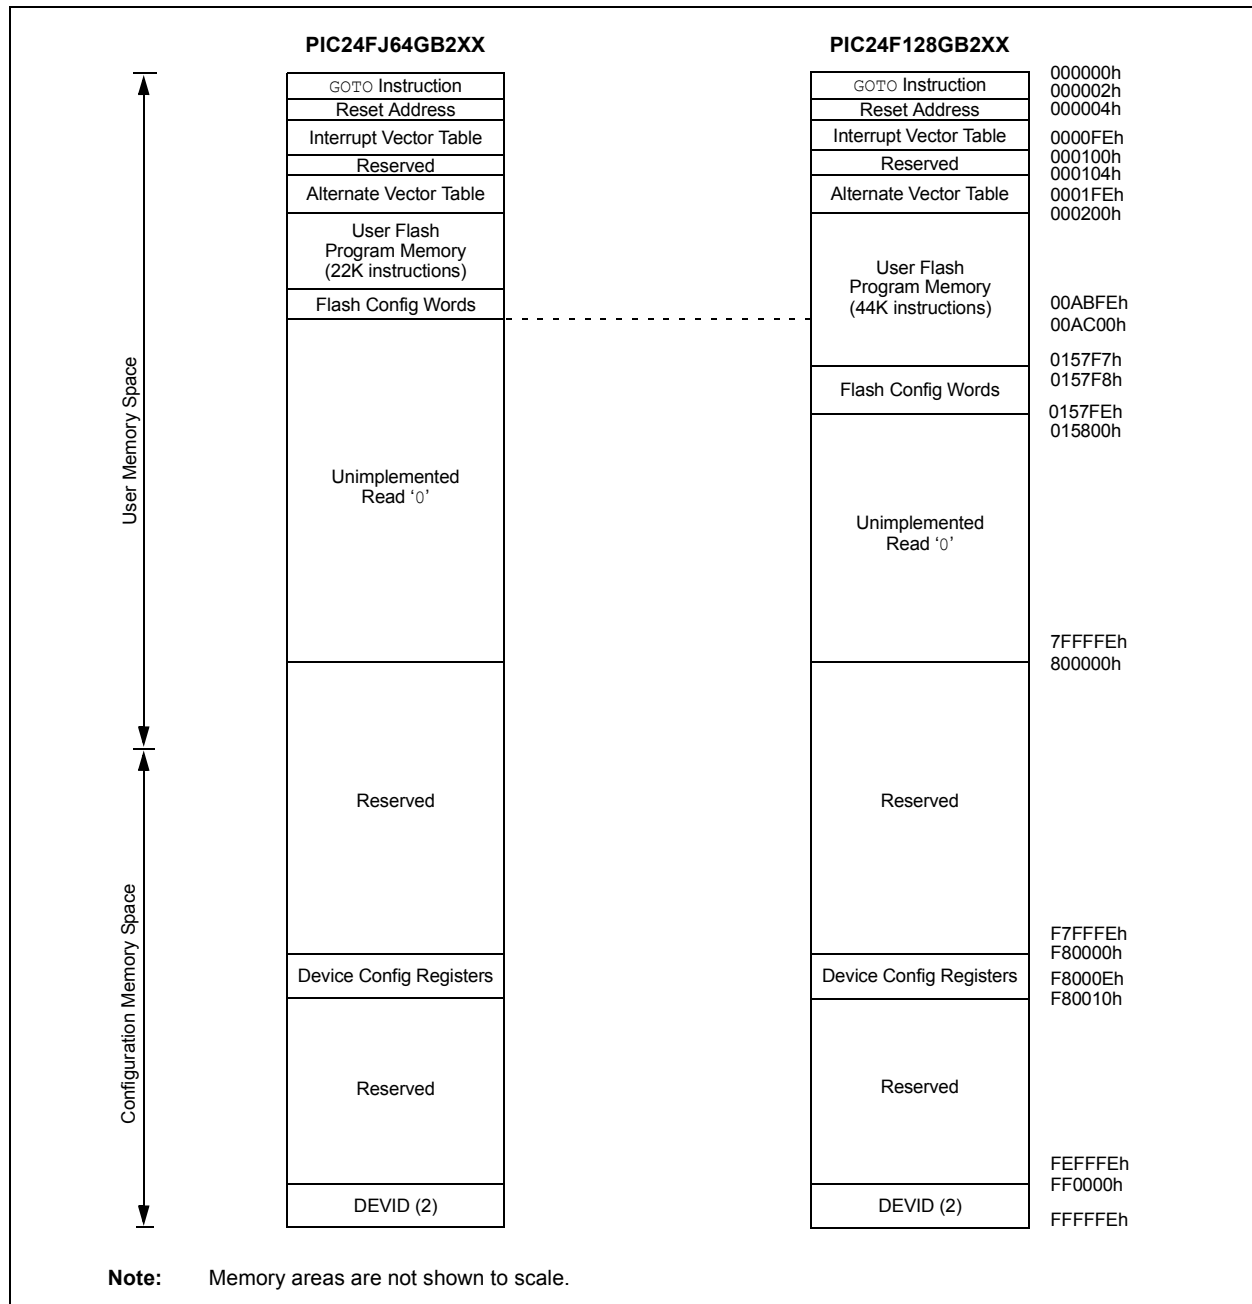 PIC24FJ64GB2XX
GOTO Instruction
Reset Address
Interrupt Vector Table
Reserved
Alternate Vector Table
User Flash
Program Memory
(22K instructions)
Flash Config Words
Unimplemented
Read ‘0’
Reserved
Device Config Registers
Reserved
DEVID (2)
PIC24F128GB2XX
GOTO Instruction
Reset Address
Interrupt Vector Table
Reserved
Alternate Vector Table
User Flash
Program Memory
(44K instructions)
Flash Config Words
Unimplemented
Read ‘0’
Reserved
Device Config Registers
Reserved
DEVID (2)
000000h
000002h
000004h
0000FEh
000100h
000104h
0001FEh
000200h
00ABFEh
00AC00h
0157F7h
0157F8h
0157FEh
015800h
7FFFFEh
800000h
F7FFFEh
F80000h
F8000Eh
F80010h
FEFFFEh
FF0000h
FFFFFEh
User Memory Space
Configuration Memory Space
Note: Memory areas are not shown to scale.